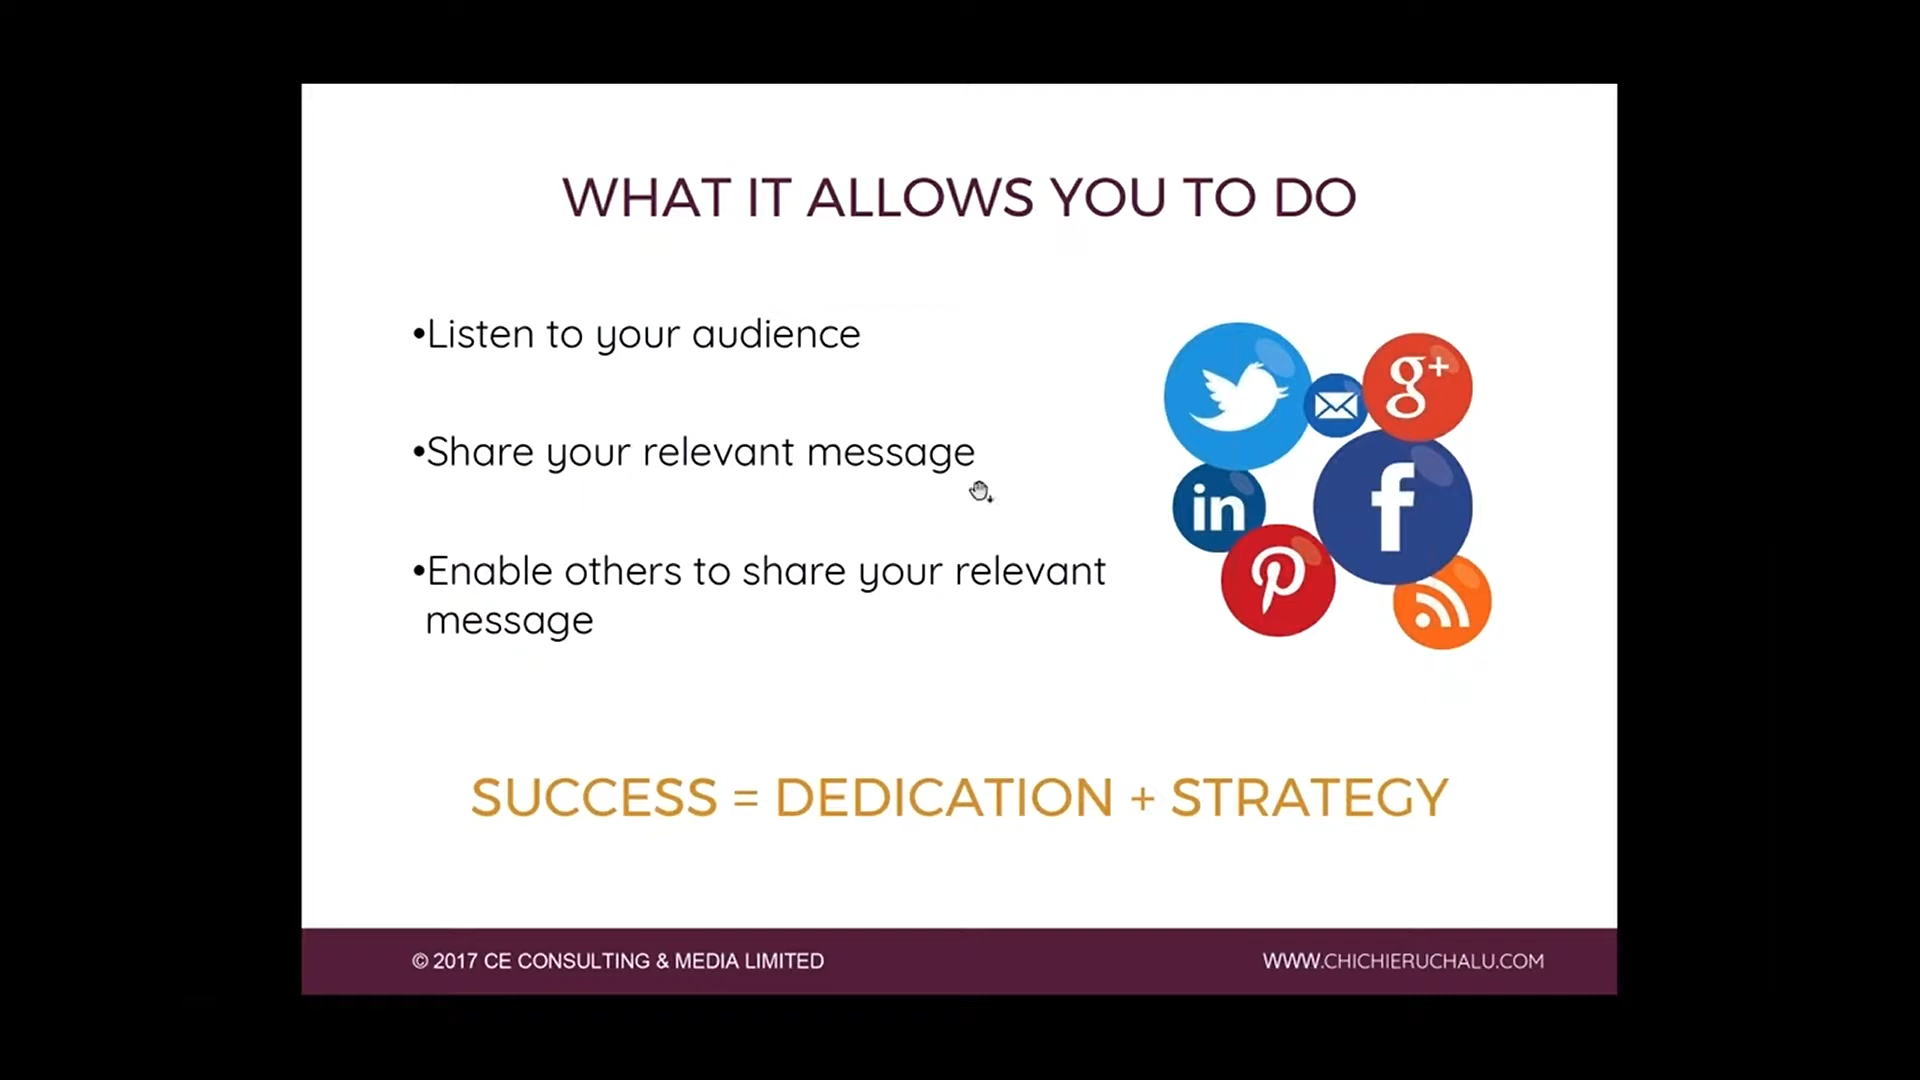 WHAT IT ALLOWS YOU TO DO
•Listen to your audience
•Share your relevant message
•Enable others to share your relevant
message
g+
in
f
SUCCESS = DEDICATION + STRATEGY
© 2017 CE CONSULTING & MEDIA LIMITED
WWW.CHICHIERUCHALU.COM